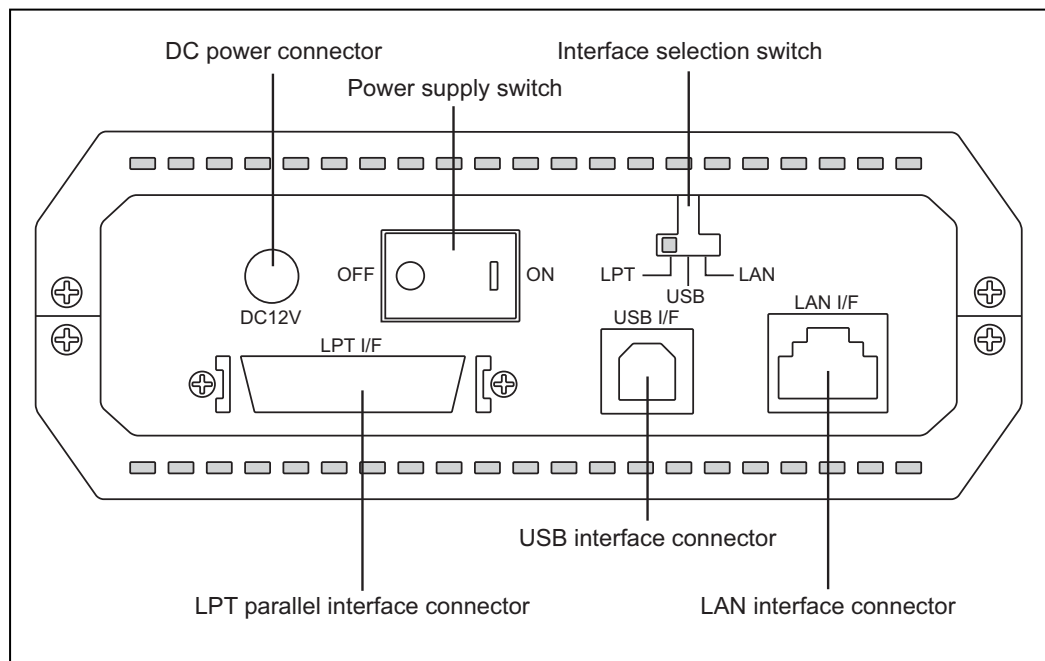 DC power connector
Interface selection switch
Power supply switch
OFF
ON
LPT
USB
LAN
DC12V
LPT I/F
USB I/F
LAN I/F
USB interface connector
LPT parallel interface connector
LAN interface connector